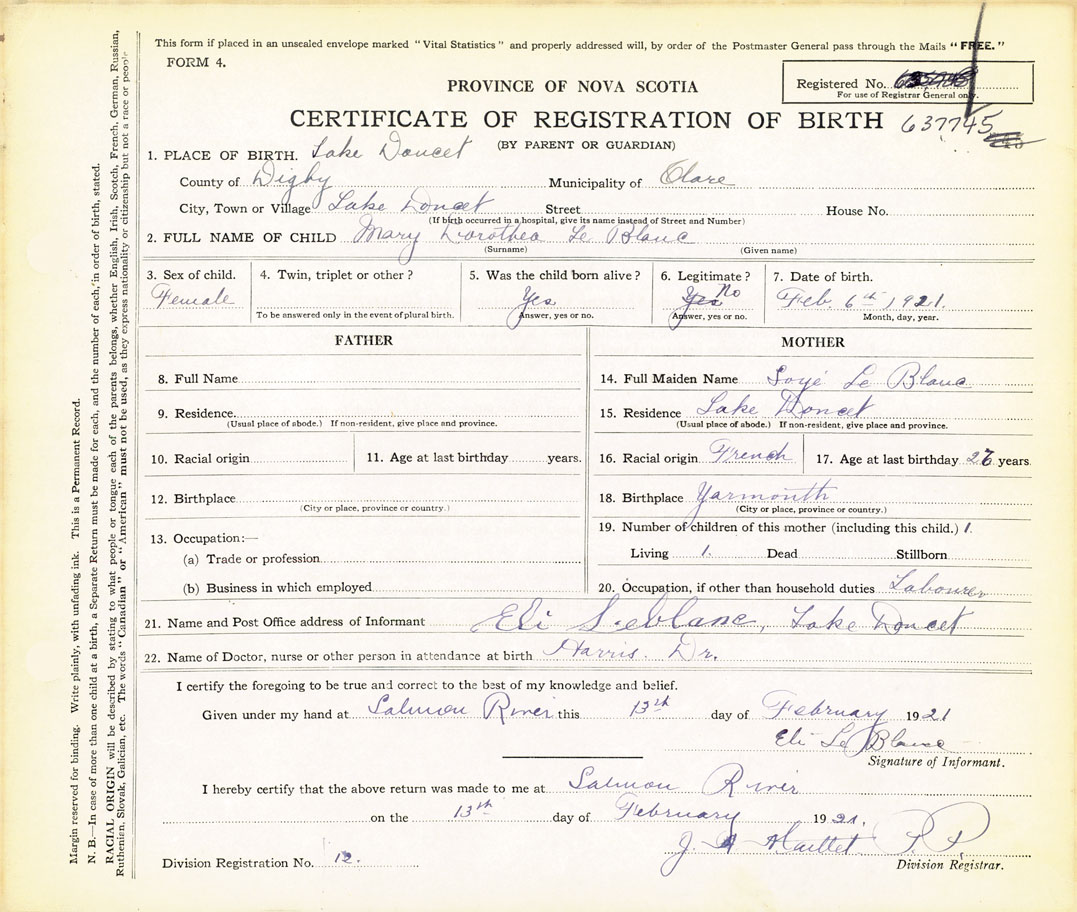 This form if placed in an unsealed envelope marked "Vital Statistics" and properly addressed will, by order of the Postmaster General pass through the Mails "FREE."
FORM 4.
PROVINCE OF NOVA SCOTIA
Registered No.
For use of Registrar General only.
CERTIFICATE OF REGISTRATION OF BIRTH 637745
(BY PARENT OR GUARDIAN)
1. PLACE OF BIRTH. Lake Doucet
County of Digby Municipality of Clare
City, Town or Village Lake Doucet Street House No.
(If birth occurred in a hospital, give its name instead of Street and Number)
2. FULL NAME OF CHILD Mary Dorothea Le Blanc
(Surname) (Given name)
3. Sex of child. 4. Twin, triplet or other? 5. Was the child born alive? 6. Legitimate? 7. Date of birth.
Female Yes Yes No Feb. 6th, 1921.
To be answered only in the event of plural birth. Answer, yes or no. Answer, yes or no. Month, day, year.
FATHER
8. Full Name
9. Residence.
(Usual place of abode.) If non-resident, give place and province.
10. Racial origin 11. Age at last birthday years.
12. Birthplace
(City or place, province or country.)
13. Occupation:—
(a) Trade or profession
(b) Business in which employed
MOTHER
14. Full Maiden Name Le Blanc
15. Residence Lake Doucet
(Usual place of abode.) If non-resident, give place and province.
16. Racial origin French 17. Age at last birthday years.
18. Birthplace Yarmouth
(City or place, province or country.)
19. Number of children of this mother (including this child.) 1.
Living 1. Dead Stillborn
20. Occupation, if other than household duties Labourer
21. Name and Post Office address of Informant Eli Leblanc, Lake Doucet
22. Name of Doctor, nurse or other person in attendance at birth Harris. Dr.
I certify the foregoing to be true and correct to the best of my knowledge and belief.
Given under my hand at Salmon River this 13th day of February 1921
Eli Le Blanc
Signature of Informant.
I hereby certify that the above return was made to me at Salmon River
on the 13th day of February 1921.
J. A Maillet. P. P.
Division Registration No. 12. Division Registrar.
Margin reserved for binding. Write plainly, with unfading ink. This is a Permanent Record.
N. B.—In case of more than one child at a birth, a Separate Return must be made for each, and the number of each, in order of birth, stated.
RACIAL ORIGIN will be described by stating to what people or tongue each of the parents belongs, whether English, Irish, Scotch, French, German, Russian,
Ruthenian, Slovak, Galician, etc. The words "Canadian" or "American" must not be used, as they express nationality or citizenship but not a race or people